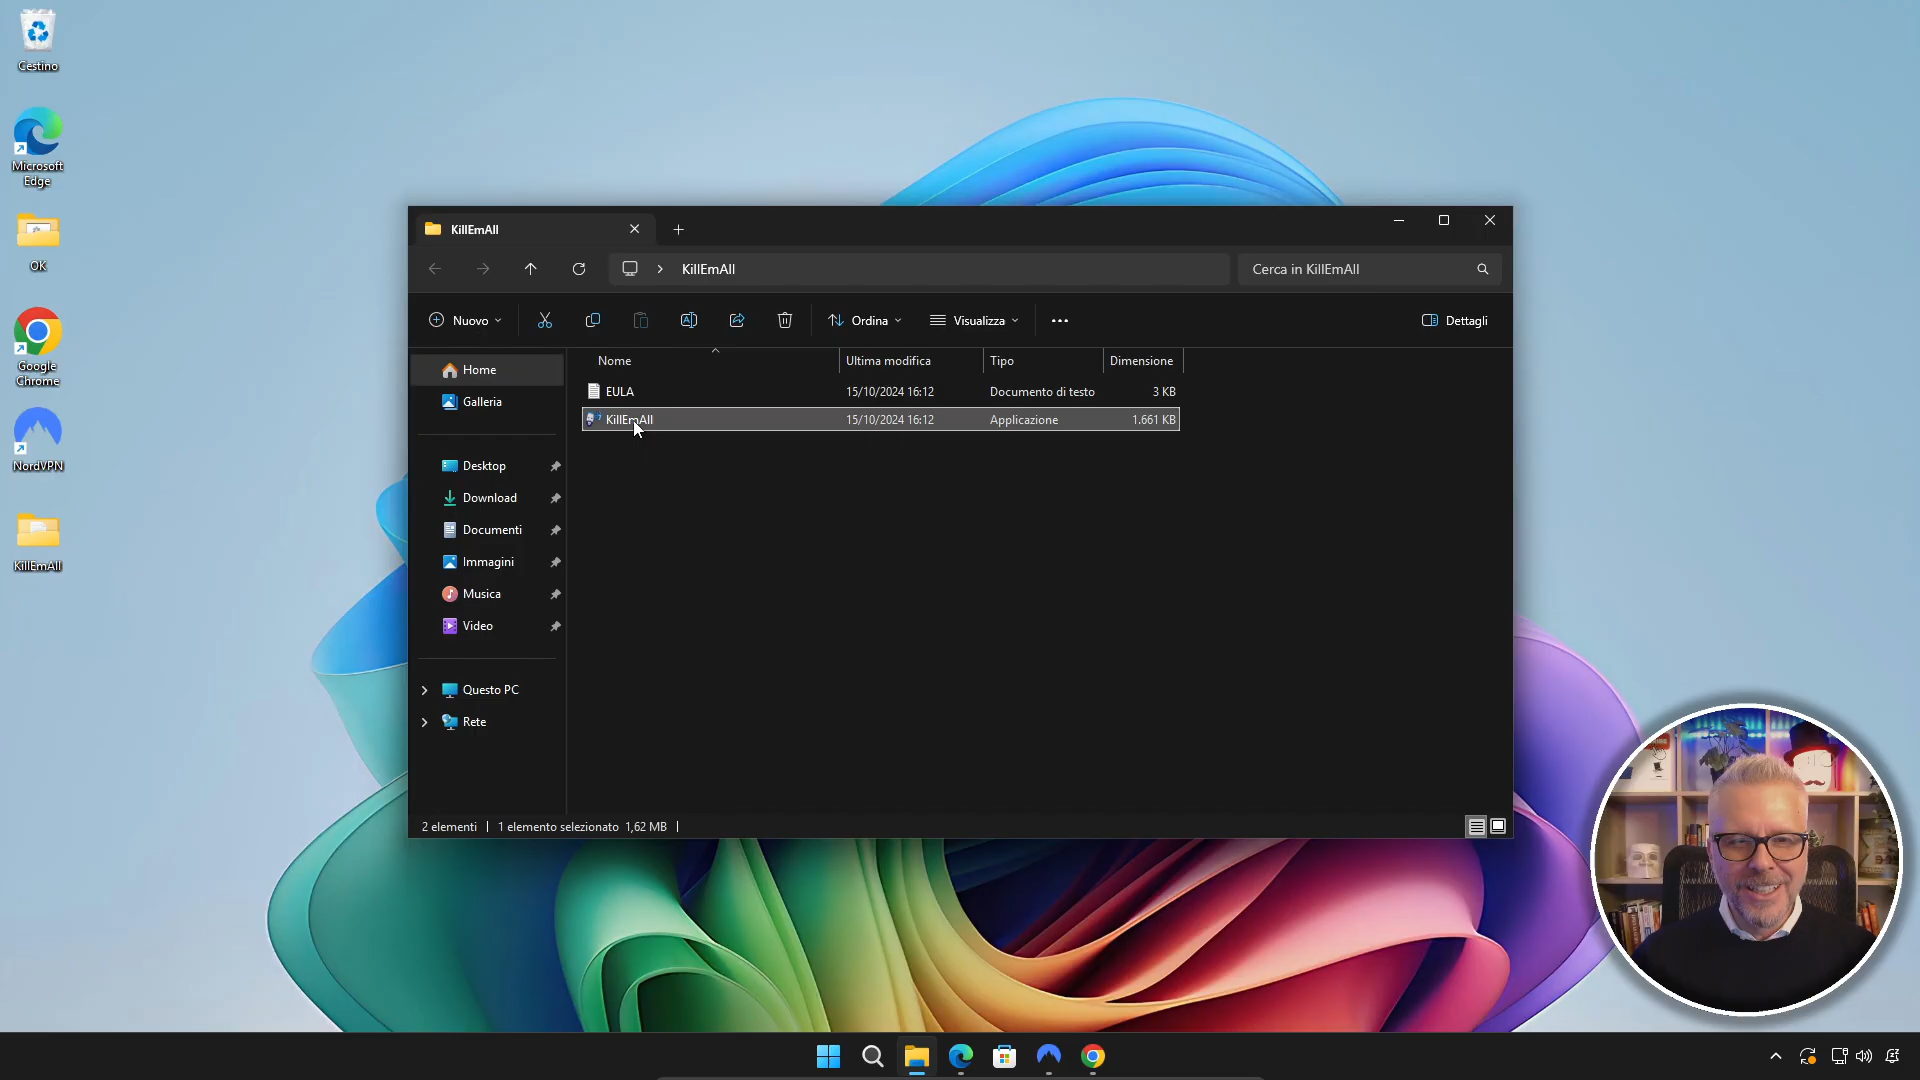 Cestino
Microsoft
Edge
OK
Google
Chrome
NordVPN
KillEmAll
KillEmAll
KillEmAll
Cerca in KillEmAll
Nuovo
Ordina
Visualizza
Dettagli
Nome
Ultima modifica
Tipo
Dimensione
EULA
15/10/2024 16:12
Documento di testo
3 KB
KillEmAll
15/10/2024 16:12
Applicazione
1.661 KB
Home
Galleria
Desktop
Download
Documenti
Immagini
Musica
Video
Questo PC
Rete
2 elementi
1 elemento selezionato 1,62 MB